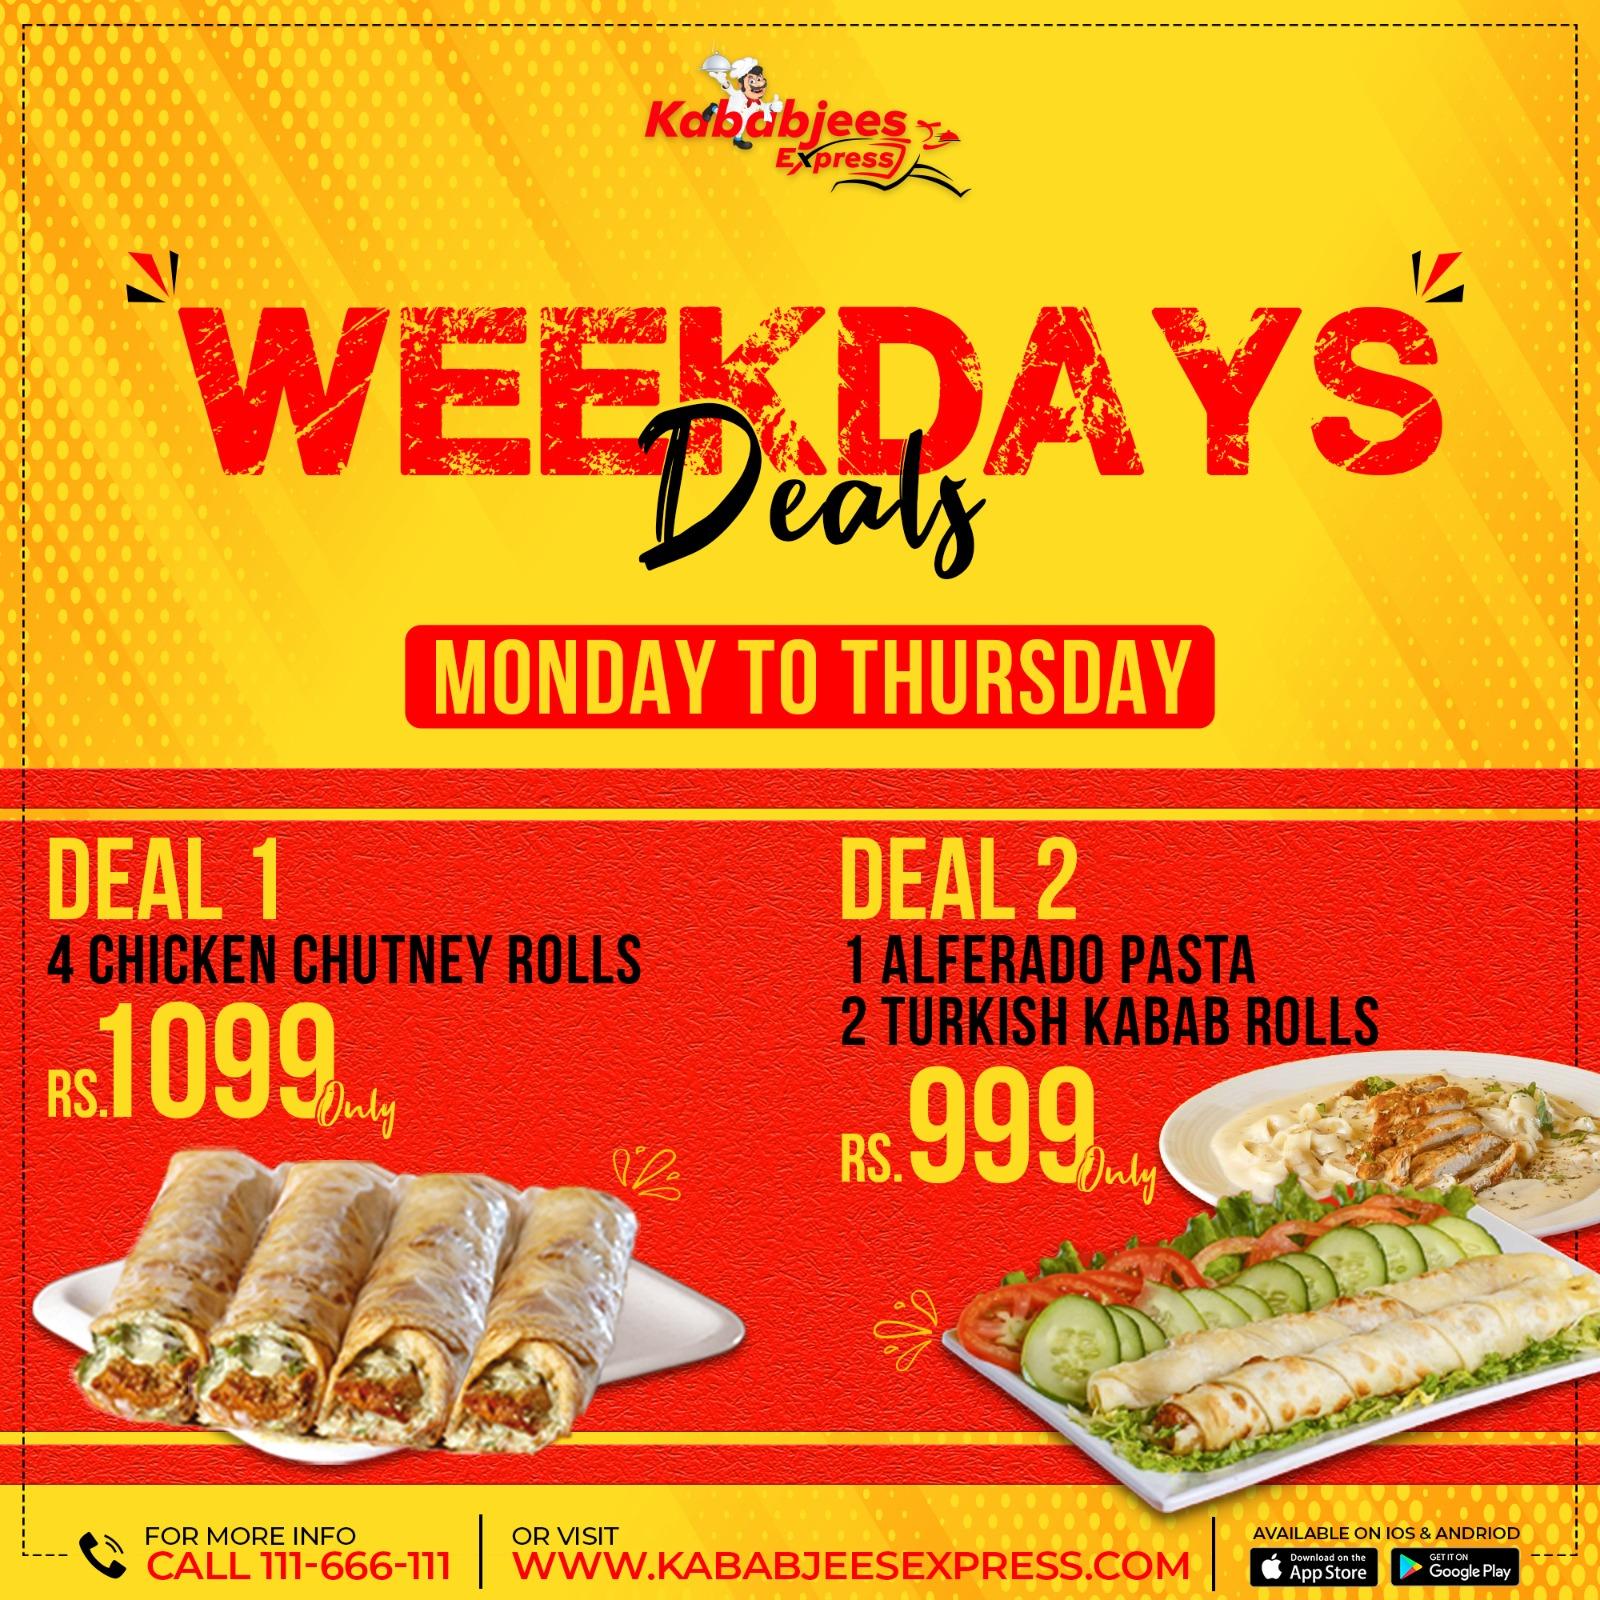 Kababjees
Express
WEEKDAYS
Deals
MONDAY TO THURSDAY
DEAL 1
4 CHICKEN CHUTNEY ROLLS
RS.1099 Only
DEAL 2
1 ALFERADO PASTA
2 TURKISH KABAB ROLLS
RS.999 Only
FOR MORE INFO
CALL 111-666-111
OR VISIT
WWW.KABABJEESEXPRESS.COM
AVAILABLE ON IOS & ANDRIOD
Download on the
App Store
GET IT ON
Google Play